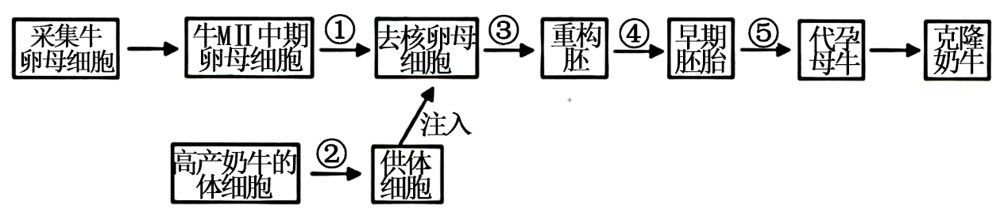 采集牛
卵母细胞
牛MⅡ中期
卵母细胞
①
去核卵母
细胞
③
重构
胚
④
早期
胚胎
⑤
代孕
母牛
克隆
奶牛
注入
高产奶牛的
体细胞
②
供体
细胞